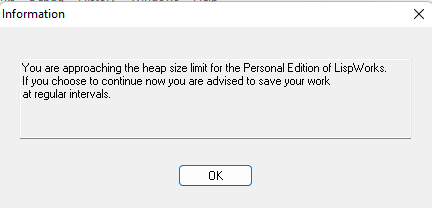 Information
You are approaching the heap size limit for the Personal Edition of LispWorks.
If you choose to continue now you are advised to save your work
at regular intervals.
OK